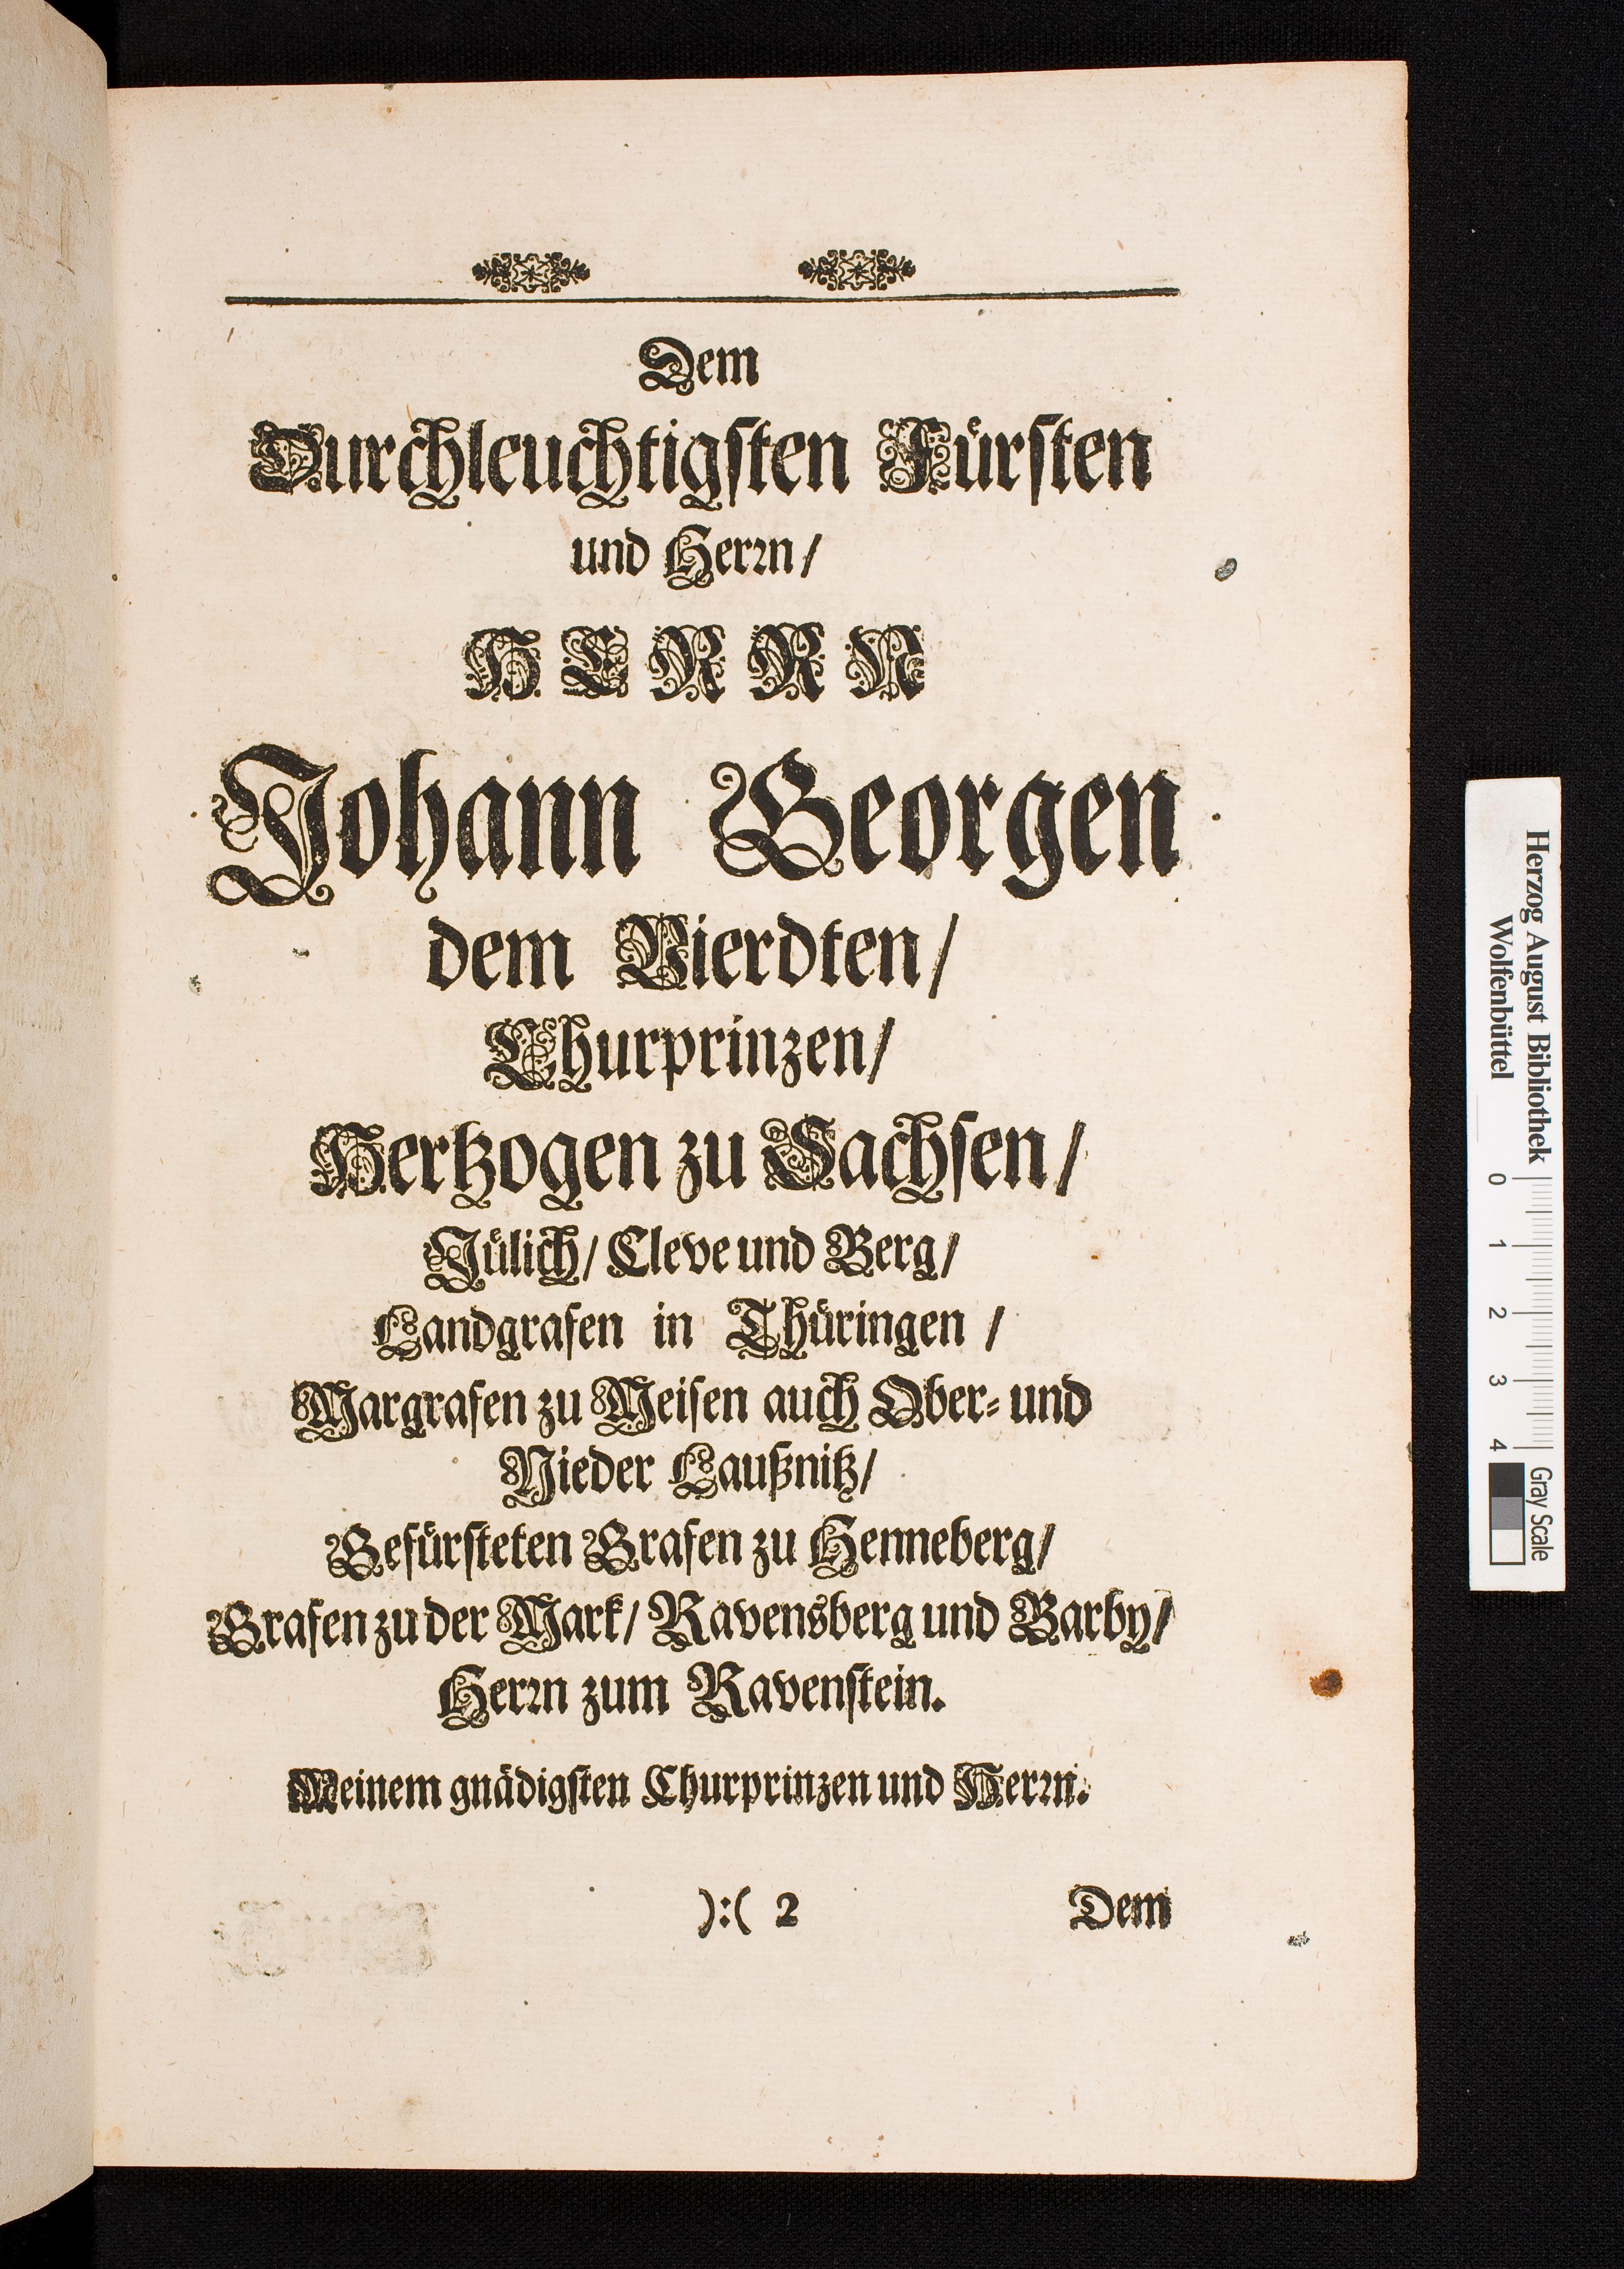 Dem
Durchleuchtigsten Fürsten
und Herꝛn/
HERRN
Johann Georgen
dem Vierdten/
Churprinzen/
Hertzogen zu Sachsen/
Jülich/ Cleve und Berg/
Landgrafen in Thüringen /
Margrafen zu Meisen auch Ober- und
Nieder Laußnitz/
Gefürsteten Grafen zu Henneberg/
Grafen zu der Mark/ Ravensberg und Barby/
Herꝛn zum Ravenstein.
Meinem gnädigsten Churprinzen und Herꝛn.
):( 2 Dem
Herzog August Bibliothek
Wolfenbüttel
0 1 2 3 4
Gray Scale